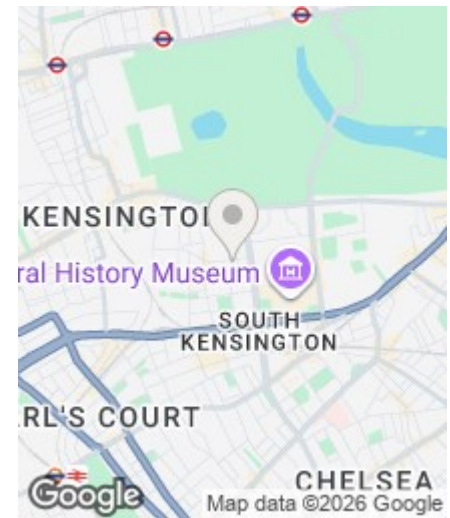 KENSINGTO
ral History Museum
SOUTH
KENSINGTON
RL'S COURT
CHELSEA
Google
Map data ©2026 Google